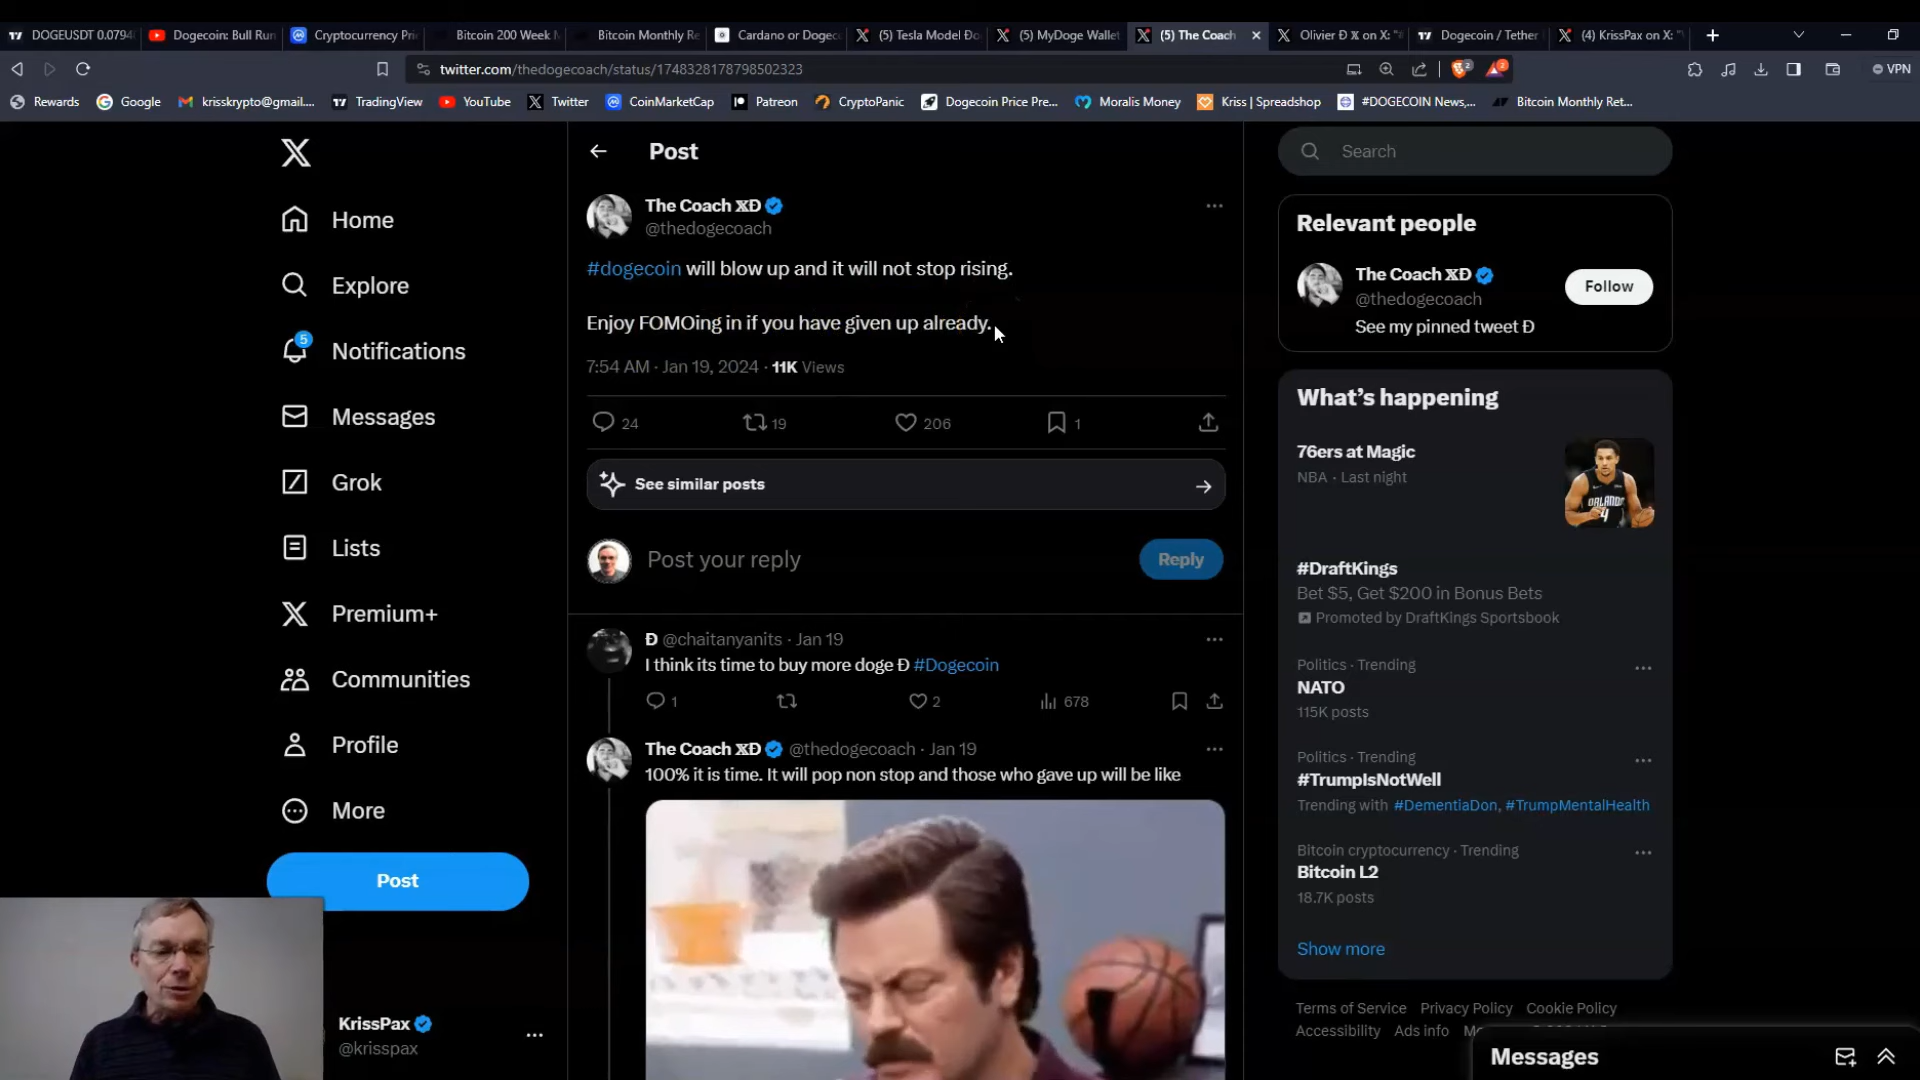 DOGEUSDT 0.0794
Dogecoin: Bull Run
Cryptocurrency Pri
Bitcoin 200 Week M
Bitcoin Monthly Re
Cardano or Dogec
(5) Tesla Model Do
(5) MyDoge Wallet
(5) The Coach
Olivier Ð 𝕏 on X: "#
Dogecoin / Tether
(4) KrissPax on X: "
twitter.com/thedogecoach/status/1748328178798502323
VPN
Rewards
Google
krisskrypto@gmail....
TradingView
YouTube
Twitter
CoinMarketCap
Patreon
CryptoPanic
Dogecoin Price Pre...
Moralis Money
Kriss | Spreadshop
#DOGECOIN News,...
Bitcoin Monthly Ret...
Home
Explore
5
Notifications
Messages
Grok
Lists
Premium+
Communities
Profile
More
Post
KrissPax
@krisspax
Post
The Coach 𝕏Ð
@thedogecoach
#dogecoin will blow up and it will not stop rising.
Enjoy FOMOing in if you have given up already.
7:54 AM · Jan 19, 2024 · 11K Views
24 19 206 1
See similar posts
Post your reply
Reply
Ð @chaitanyanits · Jan 19
I think its time to buy more doge Ð #Dogecoin
1 2 678
The Coach 𝕏Ð @thedogecoach · Jan 19
100% it is time. It will pop non stop and those who gave up will be like
Search
Relevant people
The Coach 𝕏Ð
@thedogecoach
Follow
See my pinned tweet Ð
What's happening
76ers at Magic
NBA · Last night
ORLANDO
4
#DraftKings
Bet $5, Get $200 in Bonus Bets
Promoted by DraftKings Sportsbook
Politics · Trending
NATO
115K posts
Politics · Trending
#TrumpIsNotWell
Trending with #DementiaDon, #TrumpMentalHealth
Bitcoin cryptocurrency · Trending
Bitcoin L2
18.7K posts
Show more
Terms of Service Privacy Policy Cookie Policy
Accessibility Ads info
Messages